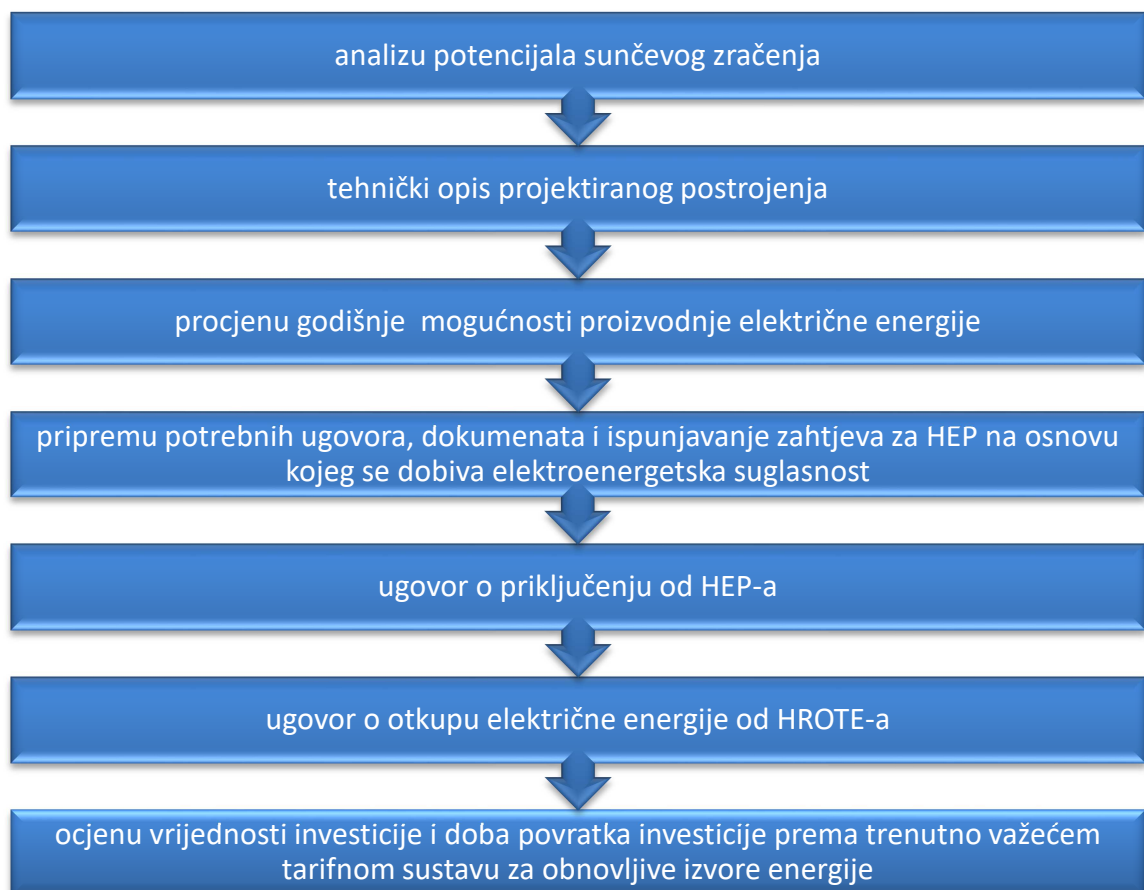 analizu potencijala sunčevog zračenja
tehnički opis projektiranog postrojenja
procjenu godišnje  mogućnosti proizvodnje električne energije
pripremu potrebnih ugovora, dokumenata i ispunjavanje zahtjeva za HEP na osnovu
kojeg se dobiva elektroenergetska suglasnost
ugovor o priključenju od HEP-a
ugovor o otkupu električne energije od HROTE-a
ocjenu vrijednosti investicije i doba povratka investicije prema trenutno važećem
tarifnom sustavu za obnovljive izvore energije